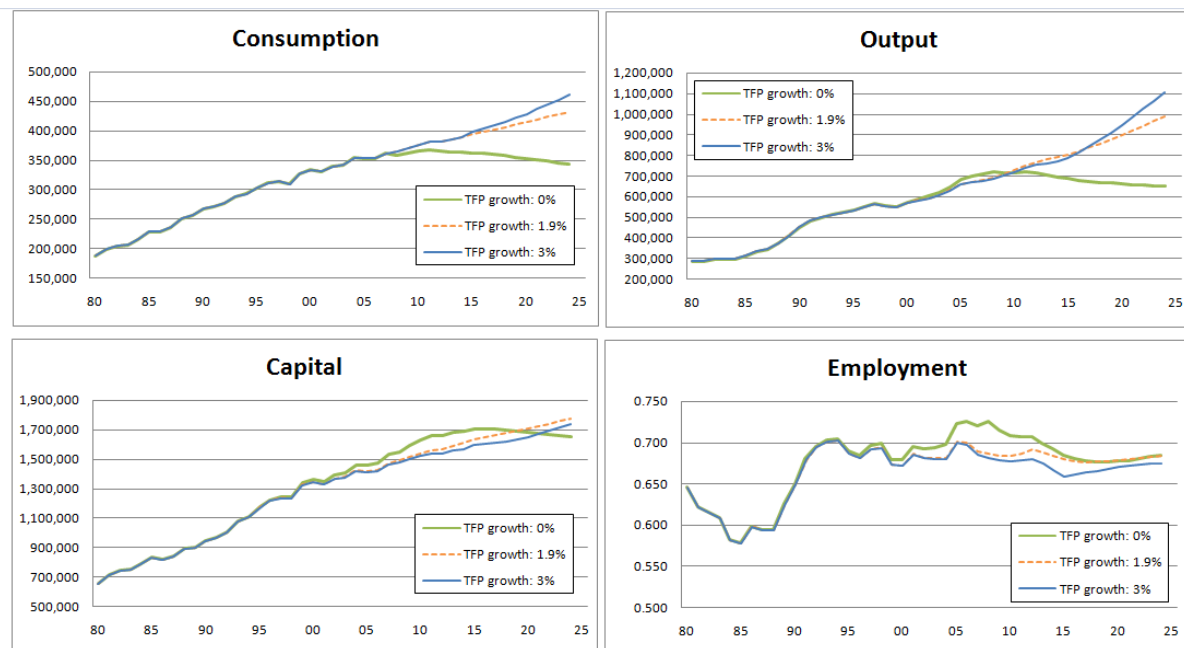 Consumption
500,000
450,000
400,000
350,000
300,000
250,000
200,000
150,000
80 85 90 95 00 05 10 15 20 25
TFP growth: 0%
TFP growth: 1.9%
TFP growth: 3%
Output
1,200,000
1,100,000
1,000,000
900,000
800,000
700,000
600,000
500,000
400,000
300,000
200,000
80 85 90 95 00 05 10 15 20 25
TFP growth: 0%
TFP growth: 1.9%
TFP growth: 3%
Capital
1,900,000
1,700,000
1,500,000
1,300,000
1,100,000
900,000
700,000
500,000
80 85 90 95 00 05 10 15 20 25
TFP growth: 0%
TFP growth: 1.9%
TFP growth: 3%
Employment
0.750
0.700
0.650
0.600
0.550
0.500
80 85 90 95 00 05 10 15 20 25
TFP growth: 0%
TFP growth: 1.9%
TFP growth: 3%